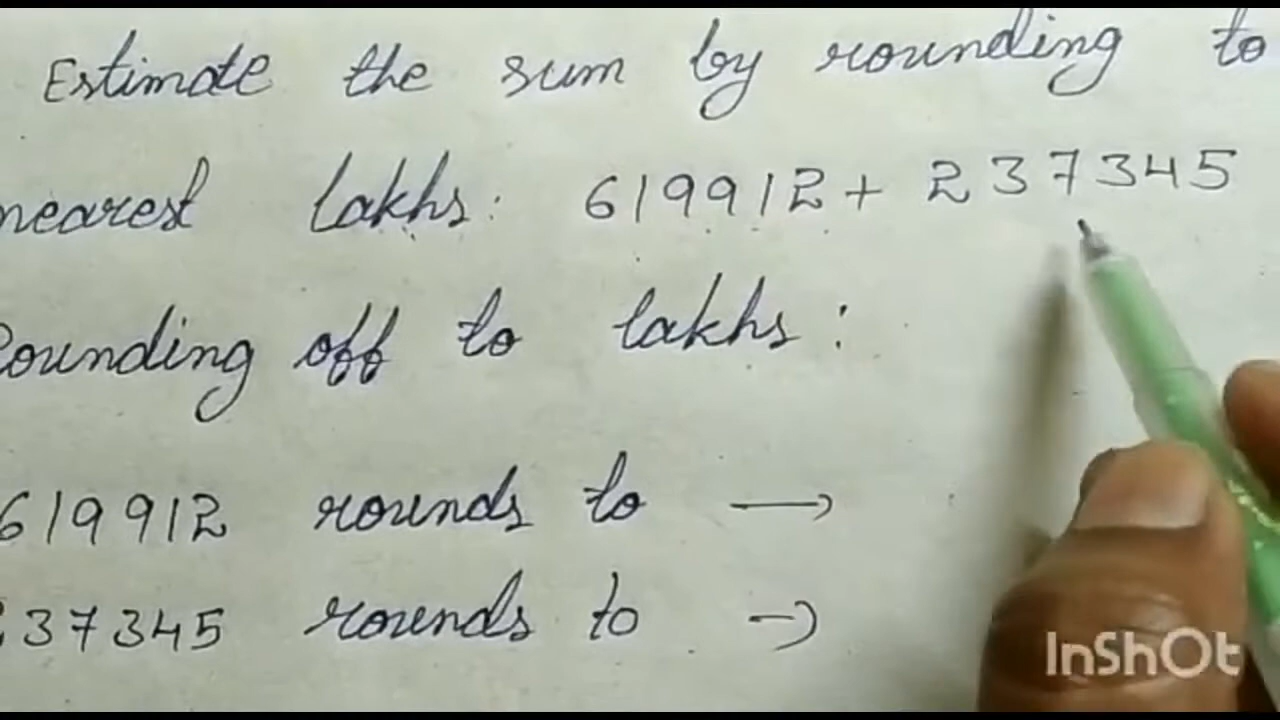 Estimate the sum by rounding to
nearest lakhs: 619912 + 237345
Rounding off to lakhs:
619912 rounds to →
237345 rounds to →
InShOt